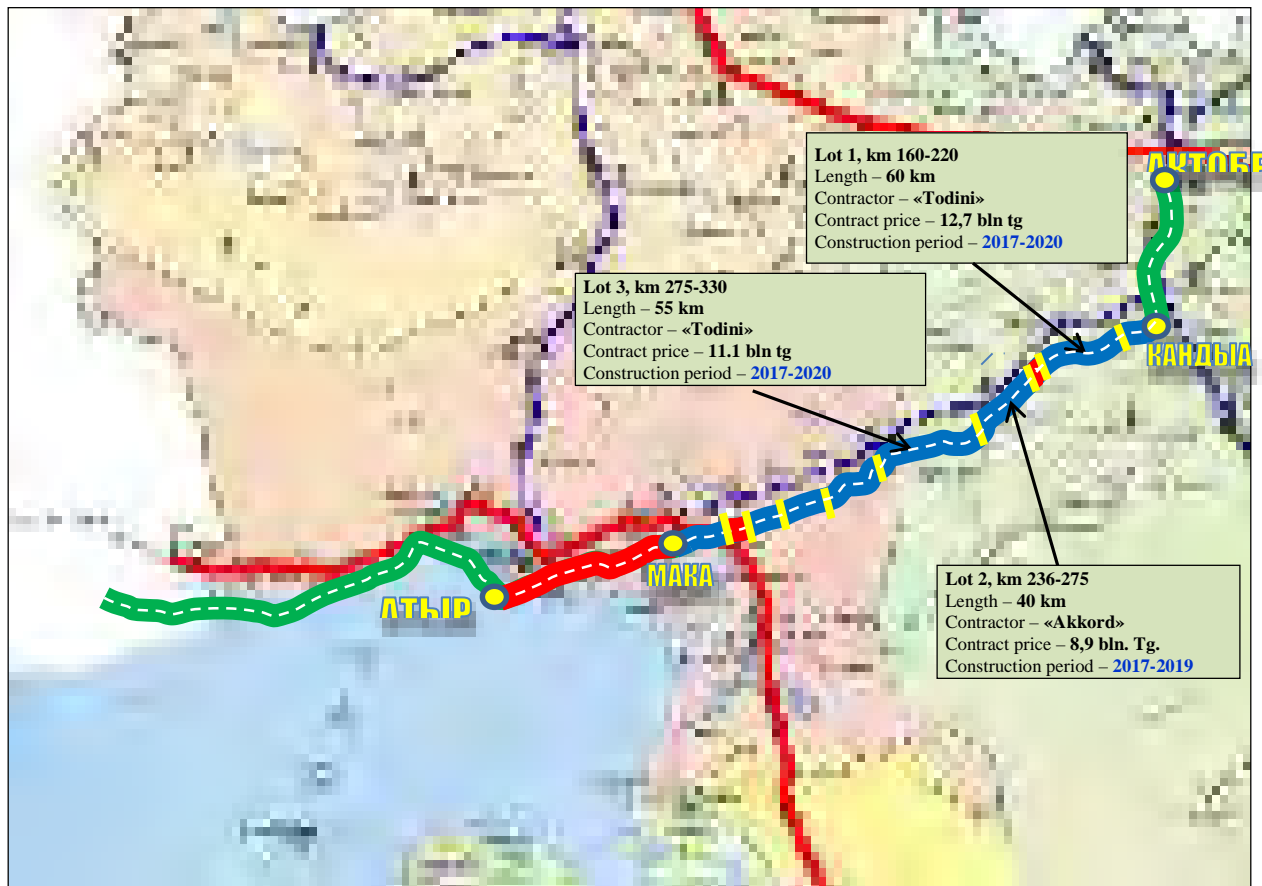 Lot 1, km 160-220
Length – 60 km
Contractor – «Todini»
Contract price – 12,7 bln tg
Construction period – 2017-2020
Lot 3, km 275-330
Length – 55 km
Contractor – «Todini»
Contract price – 11.1 bln tg
Construction period – 2017-2020
КАНДЫА
МАКА
АТЫР
Lot 2, km 236-275
Length – 40 km
Contractor – «Akkord»
Contract price – 8,9 bln. Tg.
Construction period – 2017-2019